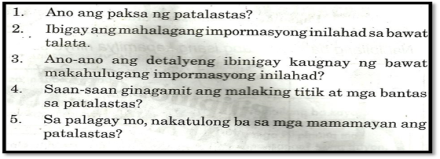 1. Ano ang paksa ng patalastas?
2. Ibigay ang mahalagang impormasyong inilahad sa bawat
talata.
3. Ano-ano ang detalyeng ibinigay kaugnay ng bawat
makahulugang impormasyong inilahad?
4. Saan-saan ginagamit ang malaking titik at mga bantas
sa patalastas?
5. Sa palagay mo, nakatulong ba sa mga mamamayan ang
patalastas?